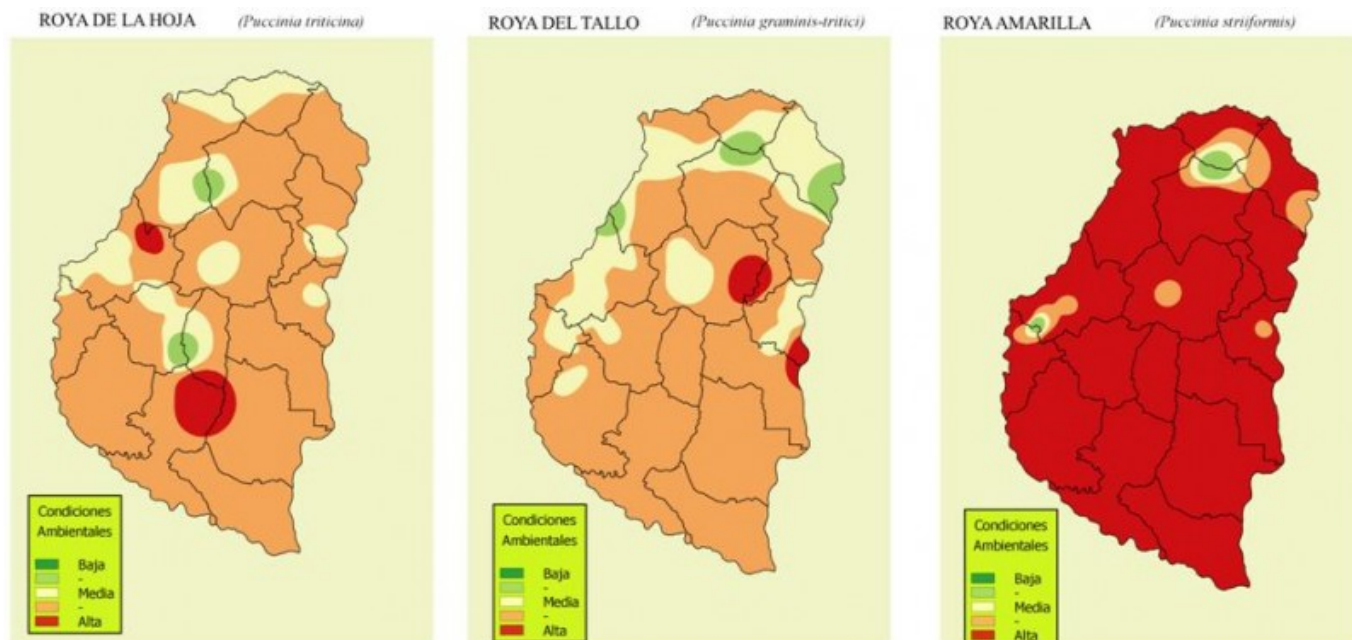 ROYA DE LA HOJA (Puccinia triticina)
Condiciones
Ambientales
Baja
-
Media
-
Alta
ROYA DEL TALLO (Puccinia graminis-tritici)
Condiciones
Ambientales
Baja
-
Media
-
Alta
ROYA AMARILLA (Puccinia striiformis)
Condiciones
Ambientales
Baja
-
Media
-
Alta